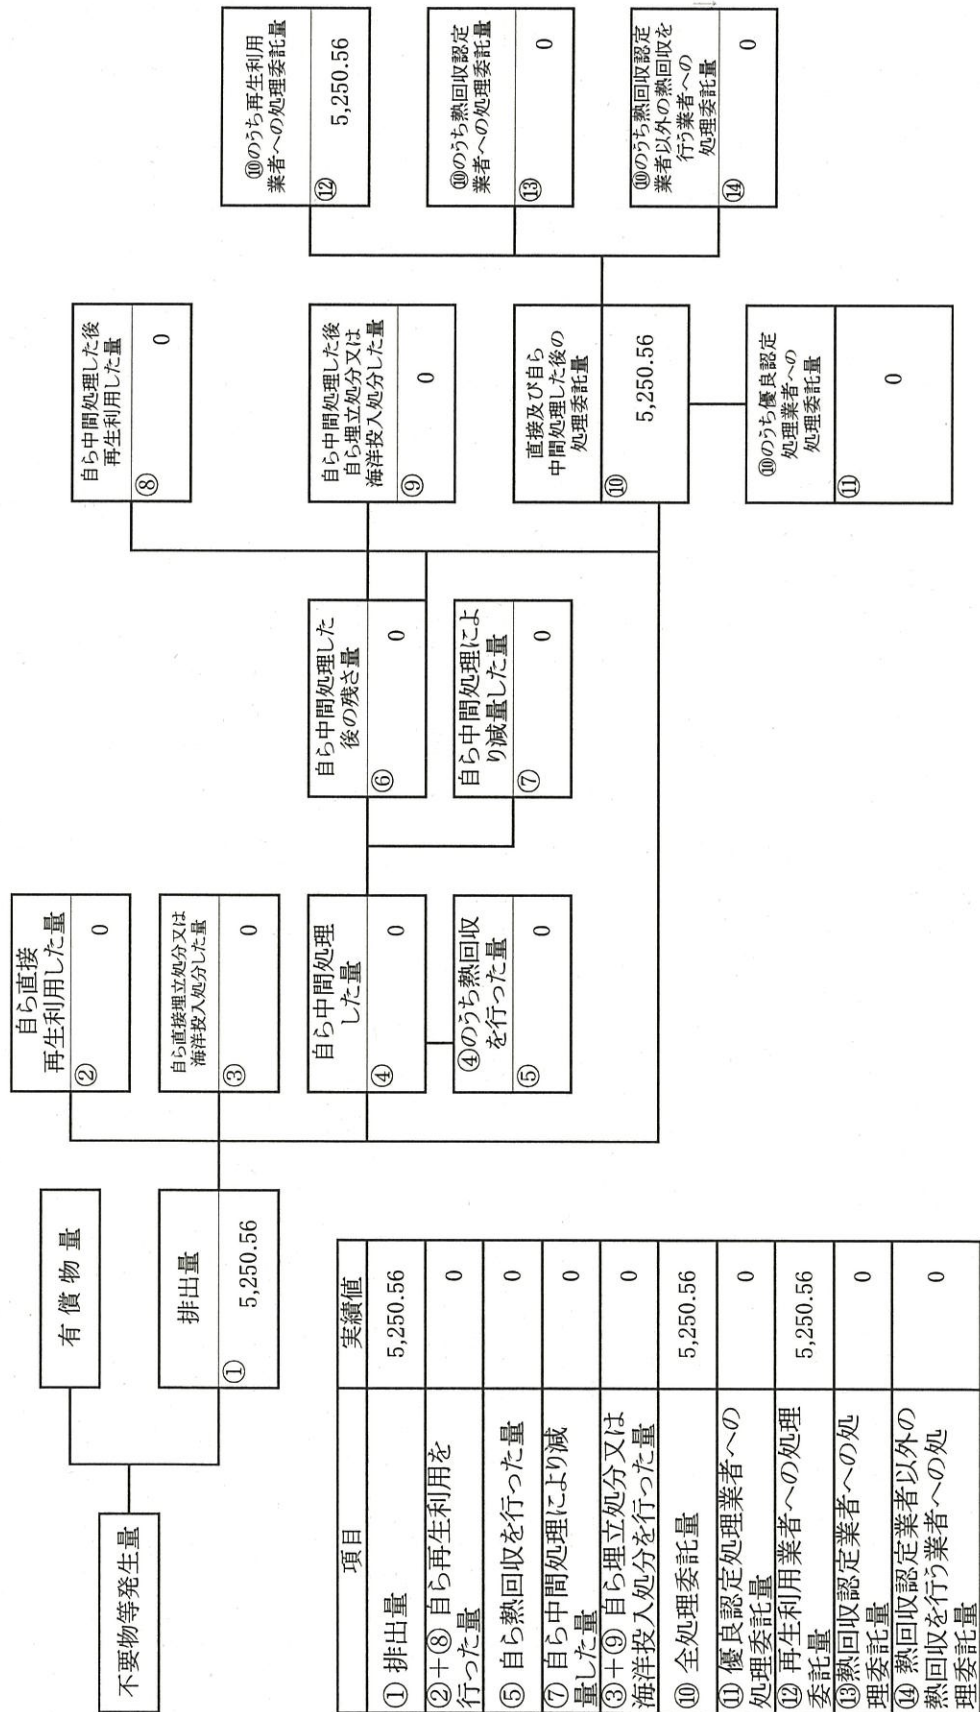 不要物等発生量
有償物量
排出量
①
5,250.56
自ら直接
再生利用した量
②
0
自ら直接埋立処分又は
海洋投入処分した量
③
0
自ら中間処理
した量
④
0
④のうち熱回収
を行った量
⑤
0
自ら中間処理した
後の残さ量
⑥
0
自ら中間処理によ
り減量した量
⑦
0
自ら中間処理した後
再生利用した量
⑧
0
自ら中間処理した後
自ら埋立処分又は
海洋投入処分した量
⑨
0
直接及び自ら
中間処理した後の
処理委託量
⑩
5,250.56
⑩のうち優良認定
処理業者への
処理委託量
⑪
0
⑩のうち再生利用
業者への処理委託量
⑫
5,250.56
⑩のうち熱回収認定
業者への処理委託量
⑬
0
⑩のうち熱回収認定
業者以外の熱回収を
行う業者への
処理委託量
⑭
0
項目 実績値
① 排出量 5,250.56
②+⑧ 自ら再生利用を
行った量 0
⑤ 自ら熱回収を行った量 0
⑦ 自ら中間処理により減
量した量 0
③+⑨ 自ら埋立処分又は
海洋投入処分を行った量 0
⑩ 全処理委託量 5,250.56
⑪ 優良認定処理業者への
処理委託量 0
⑫ 再生利用業者への処理
委託量 5,250.56
⑬熱回収認定業者への処
理委託量 0
⑭ 熱回収認定業者以外の
熱回収を行う業者への処
理委託量 0